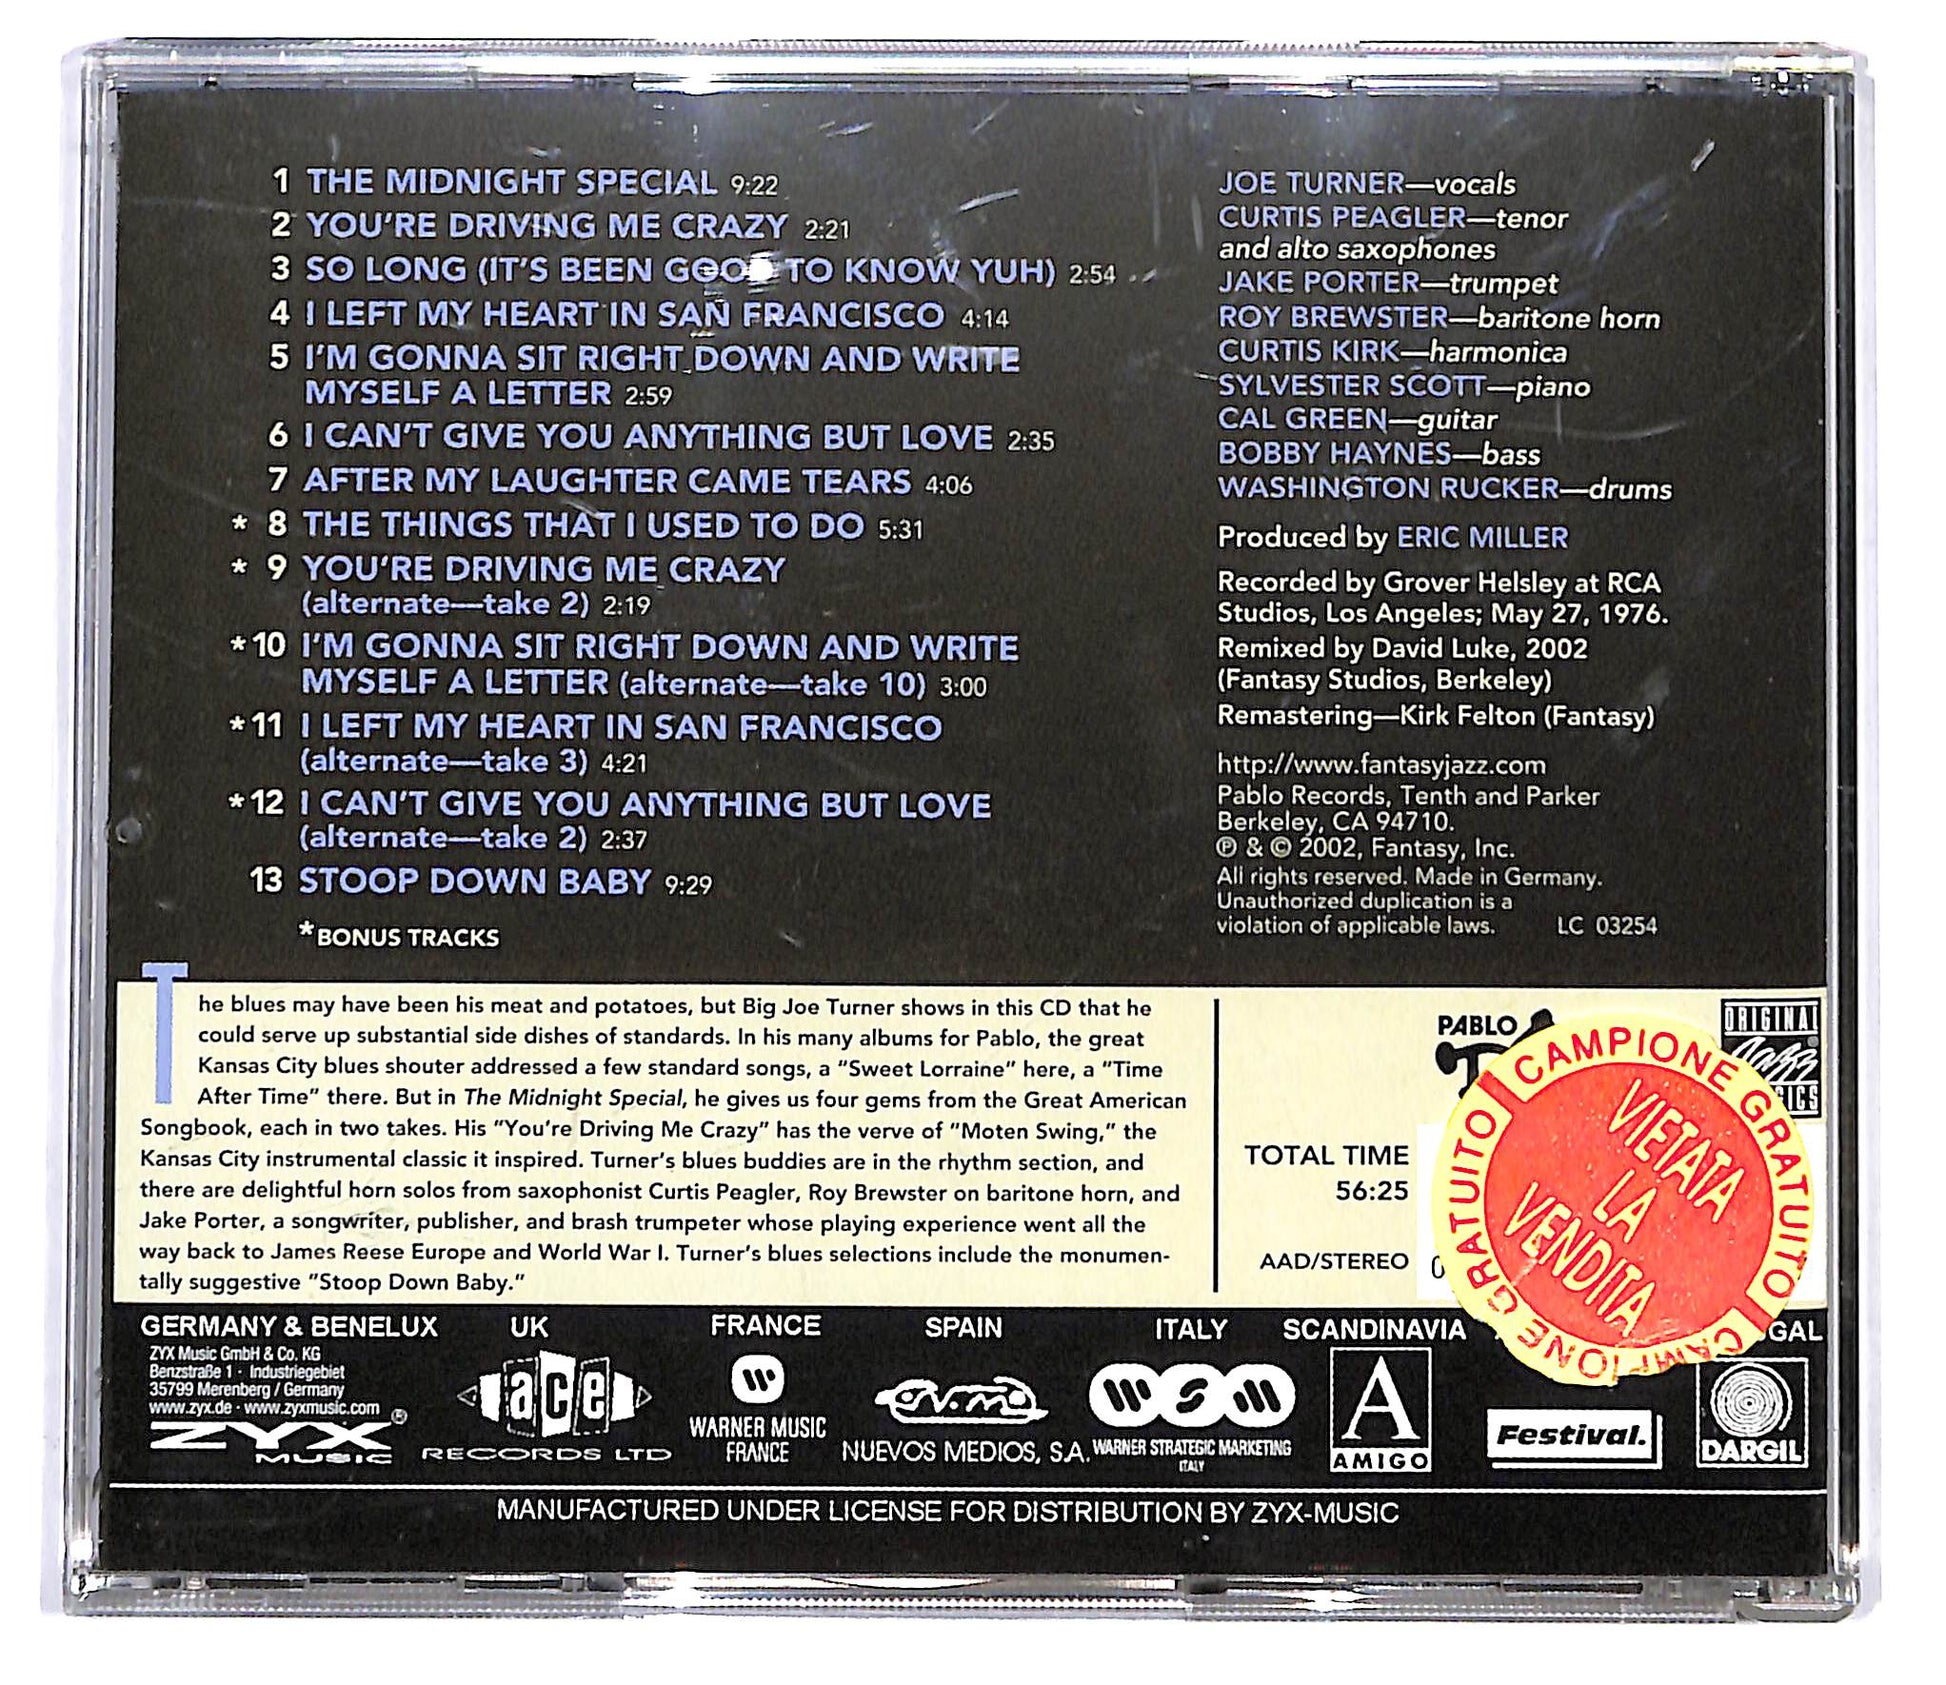 1 THE MIDNIGHT SPECIAL 9:22
2 YOU'RE DRIVING ME CRAZY 2:21
3 SO LONG (IT'S BEEN GOOD TO KNOW YUH) 2:54
4 I LEFT MY HEART IN SAN FRANCISCO 4:14
5 I'M GONNA SIT RIGHT DOWN AND WRITE
MYSELF A LETTER 2:59
6 I CAN'T GIVE YOU ANYTHING BUT LOVE 2:35
7 AFTER MY LAUGHTER CAME TEARS 4:06
* 8 THE THINGS THAT I USED TO DO 5:31
* 9 YOU'RE DRIVING ME CRAZY
(alternate—take 2) 2:19
*10 I'M GONNA SIT RIGHT DOWN AND WRITE
MYSELF A LETTER (alternate—take 10) 3:00
*11 I LEFT MY HEART IN SAN FRANCISCO
(alternate—take 3) 4:21
*12 I CAN'T GIVE YOU ANYTHING BUT LOVE
(alternate—take 2) 2:37
13 STOOP DOWN BABY 9:29
*BONUS TRACKS
JOE TURNER—vocals
CURTIS PEAGLER—tenor
and alto saxophones
JAKE PORTER—trumpet
ROY BREWSTER—baritone horn
CURTIS KIRK—harmonica
SYLVESTER SCOTT—piano
CAL GREEN—guitar
BOBBY HAYNES—bass
WASHINGTON RUCKER—drums
Produced by ERIC MILLER
Recorded by Grover Helsley at RCA
Studios, Los Angeles; May 27, 1976.
Remixed by David Luke, 2002
(Fantasy Studios, Berkeley)
Remastering—Kirk Felton (Fantasy)
http://www.fantasyjazz.com
Pablo Records, Tenth and Parker
Berkeley, CA 94710.
℗ & © 2002, Fantasy, Inc.
All rights reserved. Made in Germany.
Unauthorized duplication is a
violation of applicable laws. LC 03254
The blues may have been his meat and potatoes, but Big Joe Turner shows in this CD that he
could serve up substantial side dishes of standards. In his many albums for Pablo, the great
Kansas City blues shouter addressed a few standard songs, a "Sweet Lorraine" here, a "Time
After Time" there. But in The Midnight Special, he gives us four gems from the Great American
Songbook, each in two takes. His "You're Driving Me Crazy" has the verve of "Moten Swing," the
Kansas City instrumental classic it inspired. Turner's blues buddies are in the rhythm section, and
there are delightful horn solos from saxophonist Curtis Peagler, Roy Brewster on baritone horn, and
Jake Porter, a songwriter, publisher, and brash trumpeter whose playing experience went all the
way back to James Reese Europe and World War I. Turner's blues selections include the monumen-
tally suggestive "Stoop Down Baby."
PABLO
ORIGINAL
JAZZ
TOTAL TIME
56:25
AAD/STEREO
0
CAMPIONE GRATUITO
CAMPIONE GRATUITO
VIETATA
LA
VENDITA
GERMANY & BENELUX
ZYX Music GmbH & Co. KG
Benzstraße 1 · Industriegebiet
35799 Merenberg / Germany
www.zyx.de · www.zyxmusic.com
ZYX®
MUSIC
UK
ace
RECORDS LTD
FRANCE
WARNER MUSIC
FRANCE
SPAIN
NUEVOS MEDIOS, S.A.
ITALY
WARNER STRATEGIC MARKETING
ITALY
SCANDINAVIA
A
AMIGO
Festival.
GAL
DARGIL
MANUFACTURED UNDER LICENSE FOR DISTRIBUTION BY ZYX-MUSIC